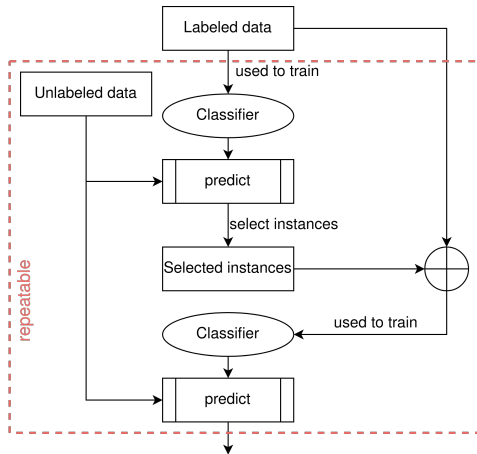 Labeled data
used to train
Unlabeled data
Classifier
predict
select instances
Selected instances
repeatable
used to train
Classifier
predict